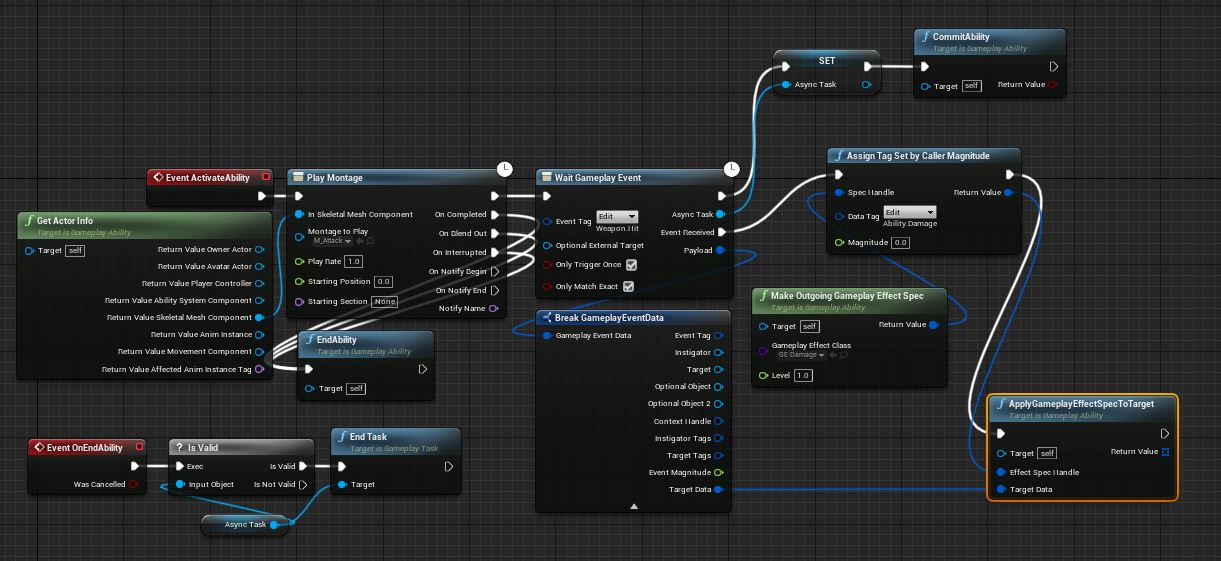 SET
Async Task
CommitAbility
Target is Gameplay Ability
Target self
Return Value
Event ActivateAbility
Get Actor Info
Target is Gameplay Ability
Target self
Return Value Owner Actor
Return Value Avatar Actor
Return Value Player Controller
Return Value Ability System Component
Return Value Skeletal Mesh Component
Return Value Anim Instance
Return Value Movement Component
Return Value Affected Anim Instance Tag
Play Montage
In Skeletal Mesh Component
Montage to Play
M_Attack
Play Rate 1.0
Starting Position 0.0
Starting Section None
On Completed
On Blend Out
On Interrupted
On Notify Begin
On Notify End
Notify Name
Wait Gameplay Event
Event Tag Edit
Weapon.Hit
Optional External Target
Only Trigger Once
Only Match Exact
Async Task
Event Received
Payload
Assign Tag Set by Caller Magnitude
Spec Handle
Return Value
Data Tag Edit
Ability.Damage
Magnitude 0.0
Make Outgoing Gameplay Effect Spec
Target is Gameplay Ability
Target self
Return Value
Gameplay Effect Class
GE Damage
Level 1.0
EndAbility
Target is Gameplay Ability
Target self
Break GameplayEventData
Gameplay Event Data
Event Tag
Instigator
Target
Optional Object
Optional Object 2
Context Handle
Instigator Tags
Target Tags
Event Magnitude
Target Data
ApplyGameplayEffectSpecToTarget
Target is Gameplay Ability
Target self
Return Value
Effect Spec Handle
Target Data
Event OnEndAbility
Was Cancelled
? Is Valid
Exec
Is Valid
Input Object
Is Not Valid
End Task
Target is Gameplay Task
Target
Async Task